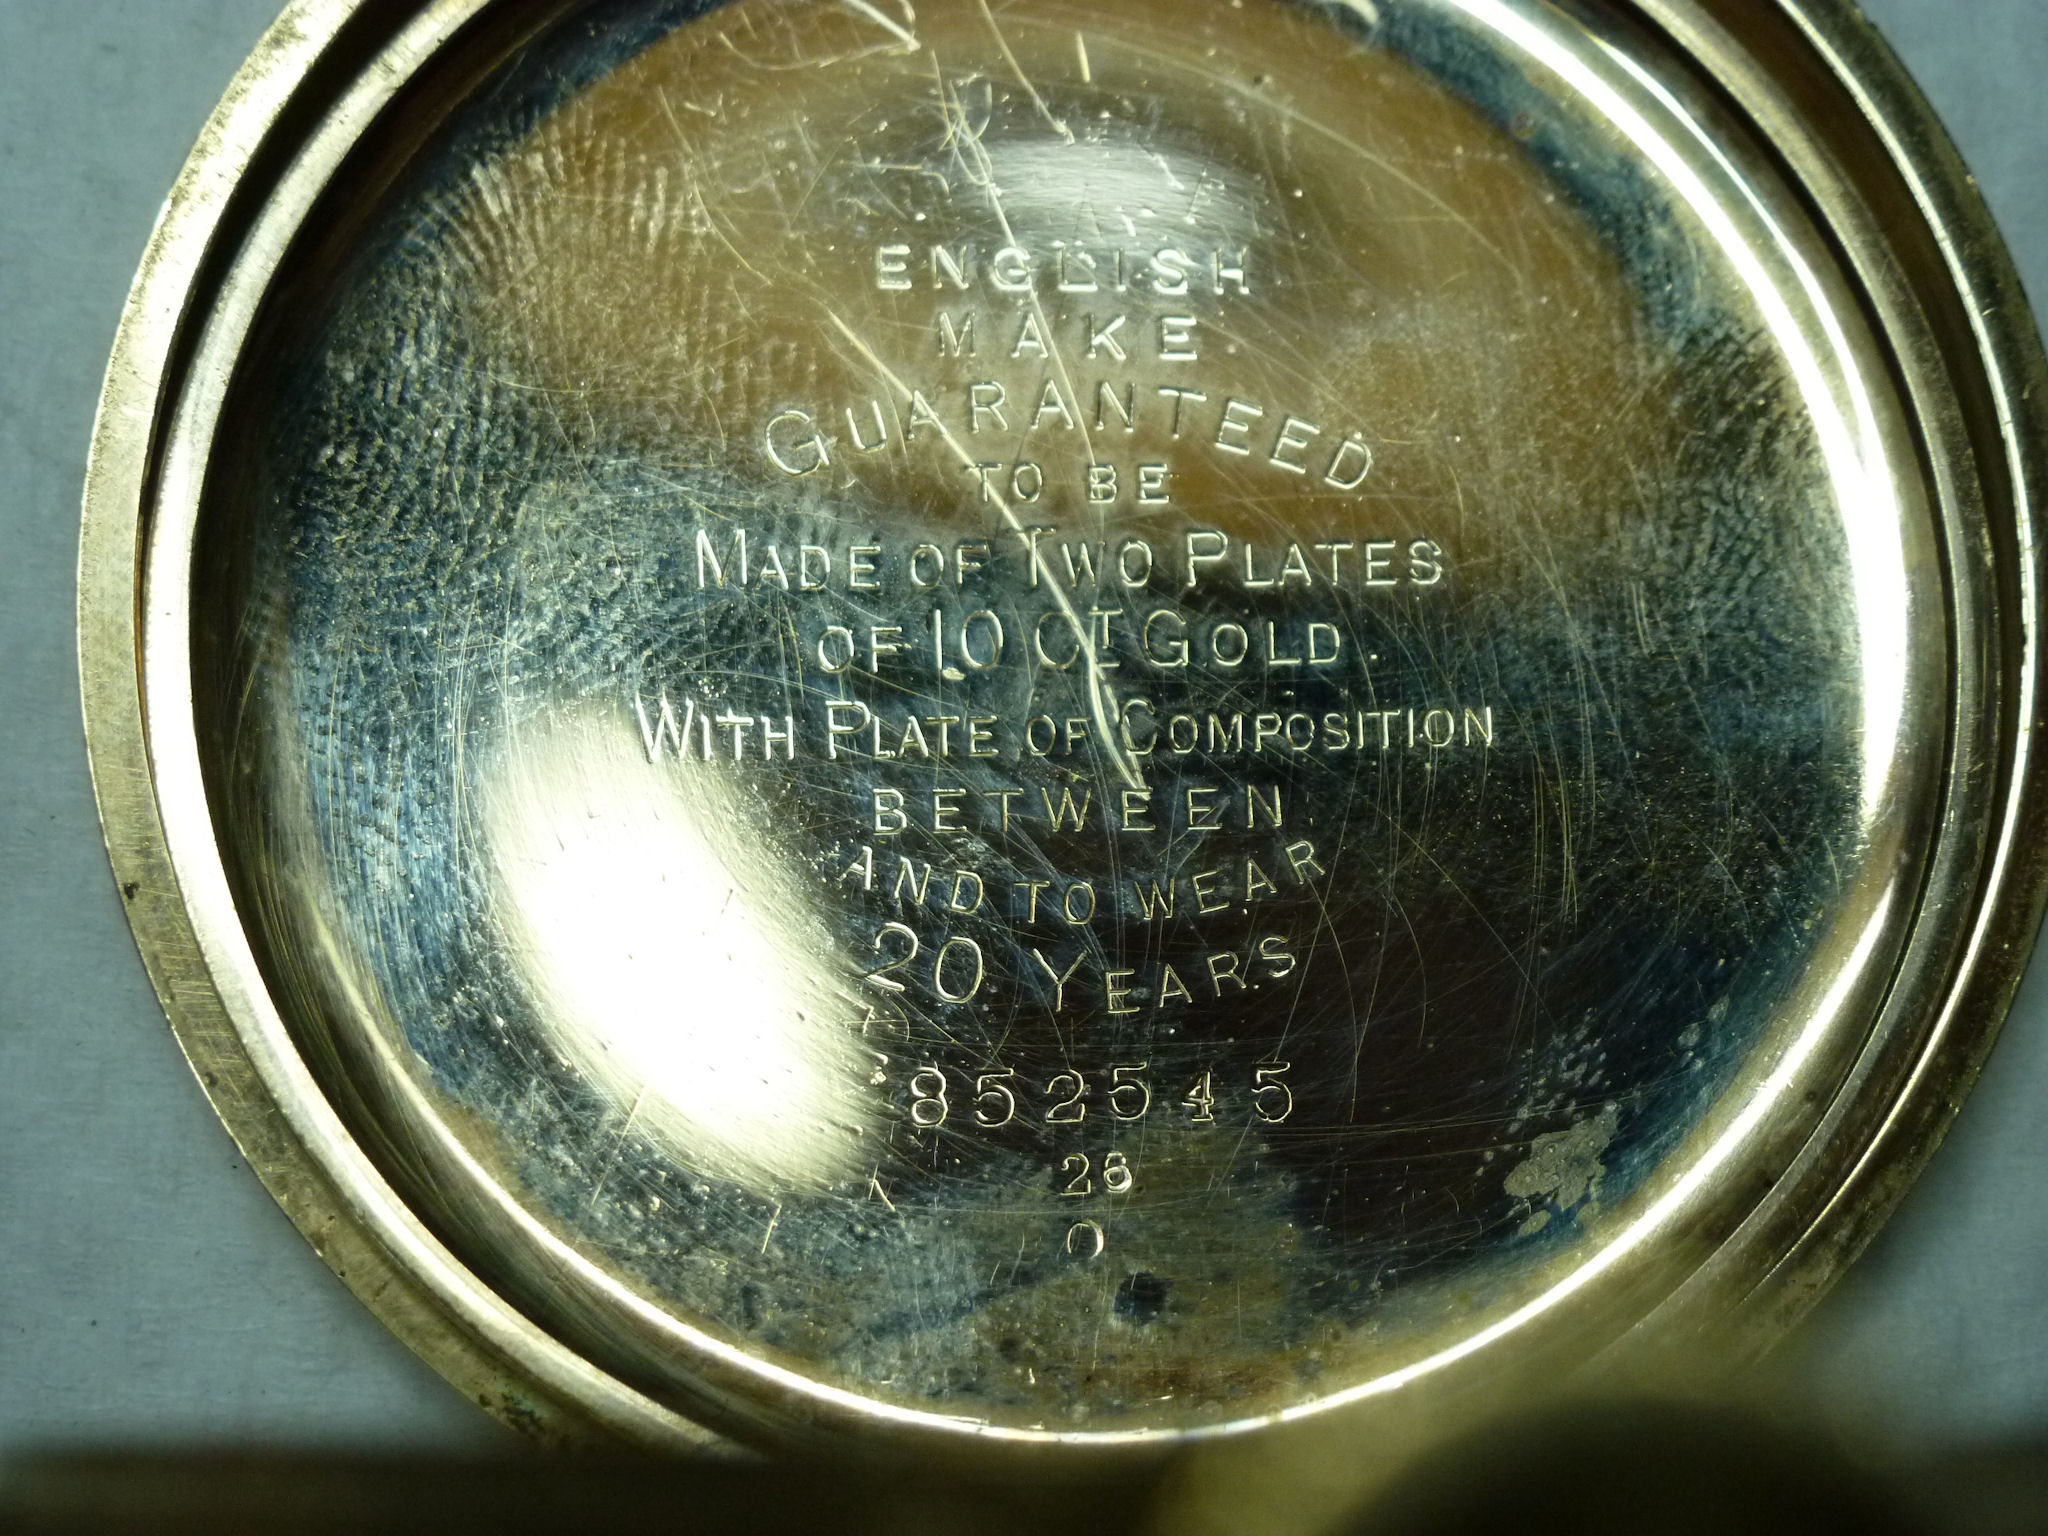 ENGLISH
MAKE
GUARANTEED
TO BE
MADE OF TWO PLATES
OF 10 CT GOLD
WITH PLATE OF COMPOSITION
BETWEEN
AND TO WEAR
20 YEARS
852545
28
0